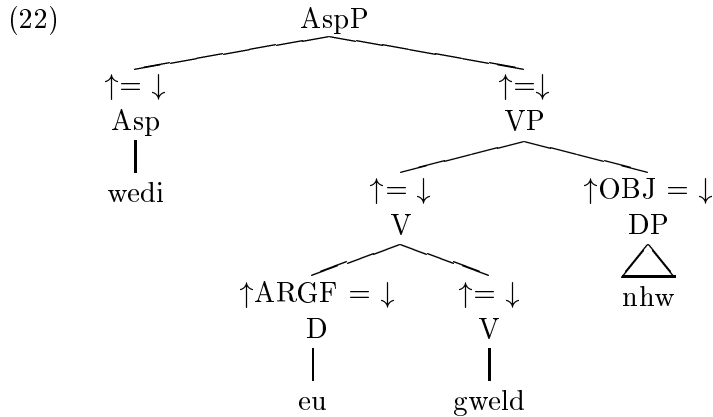 (22) AspP
↑= ↓ ↑=↓
Asp VP
wedi ↑= ↓ ↑OBJ = ↓
V DP
↑ARGF = ↓ ↑= ↓ nhw
D V
eu gweld